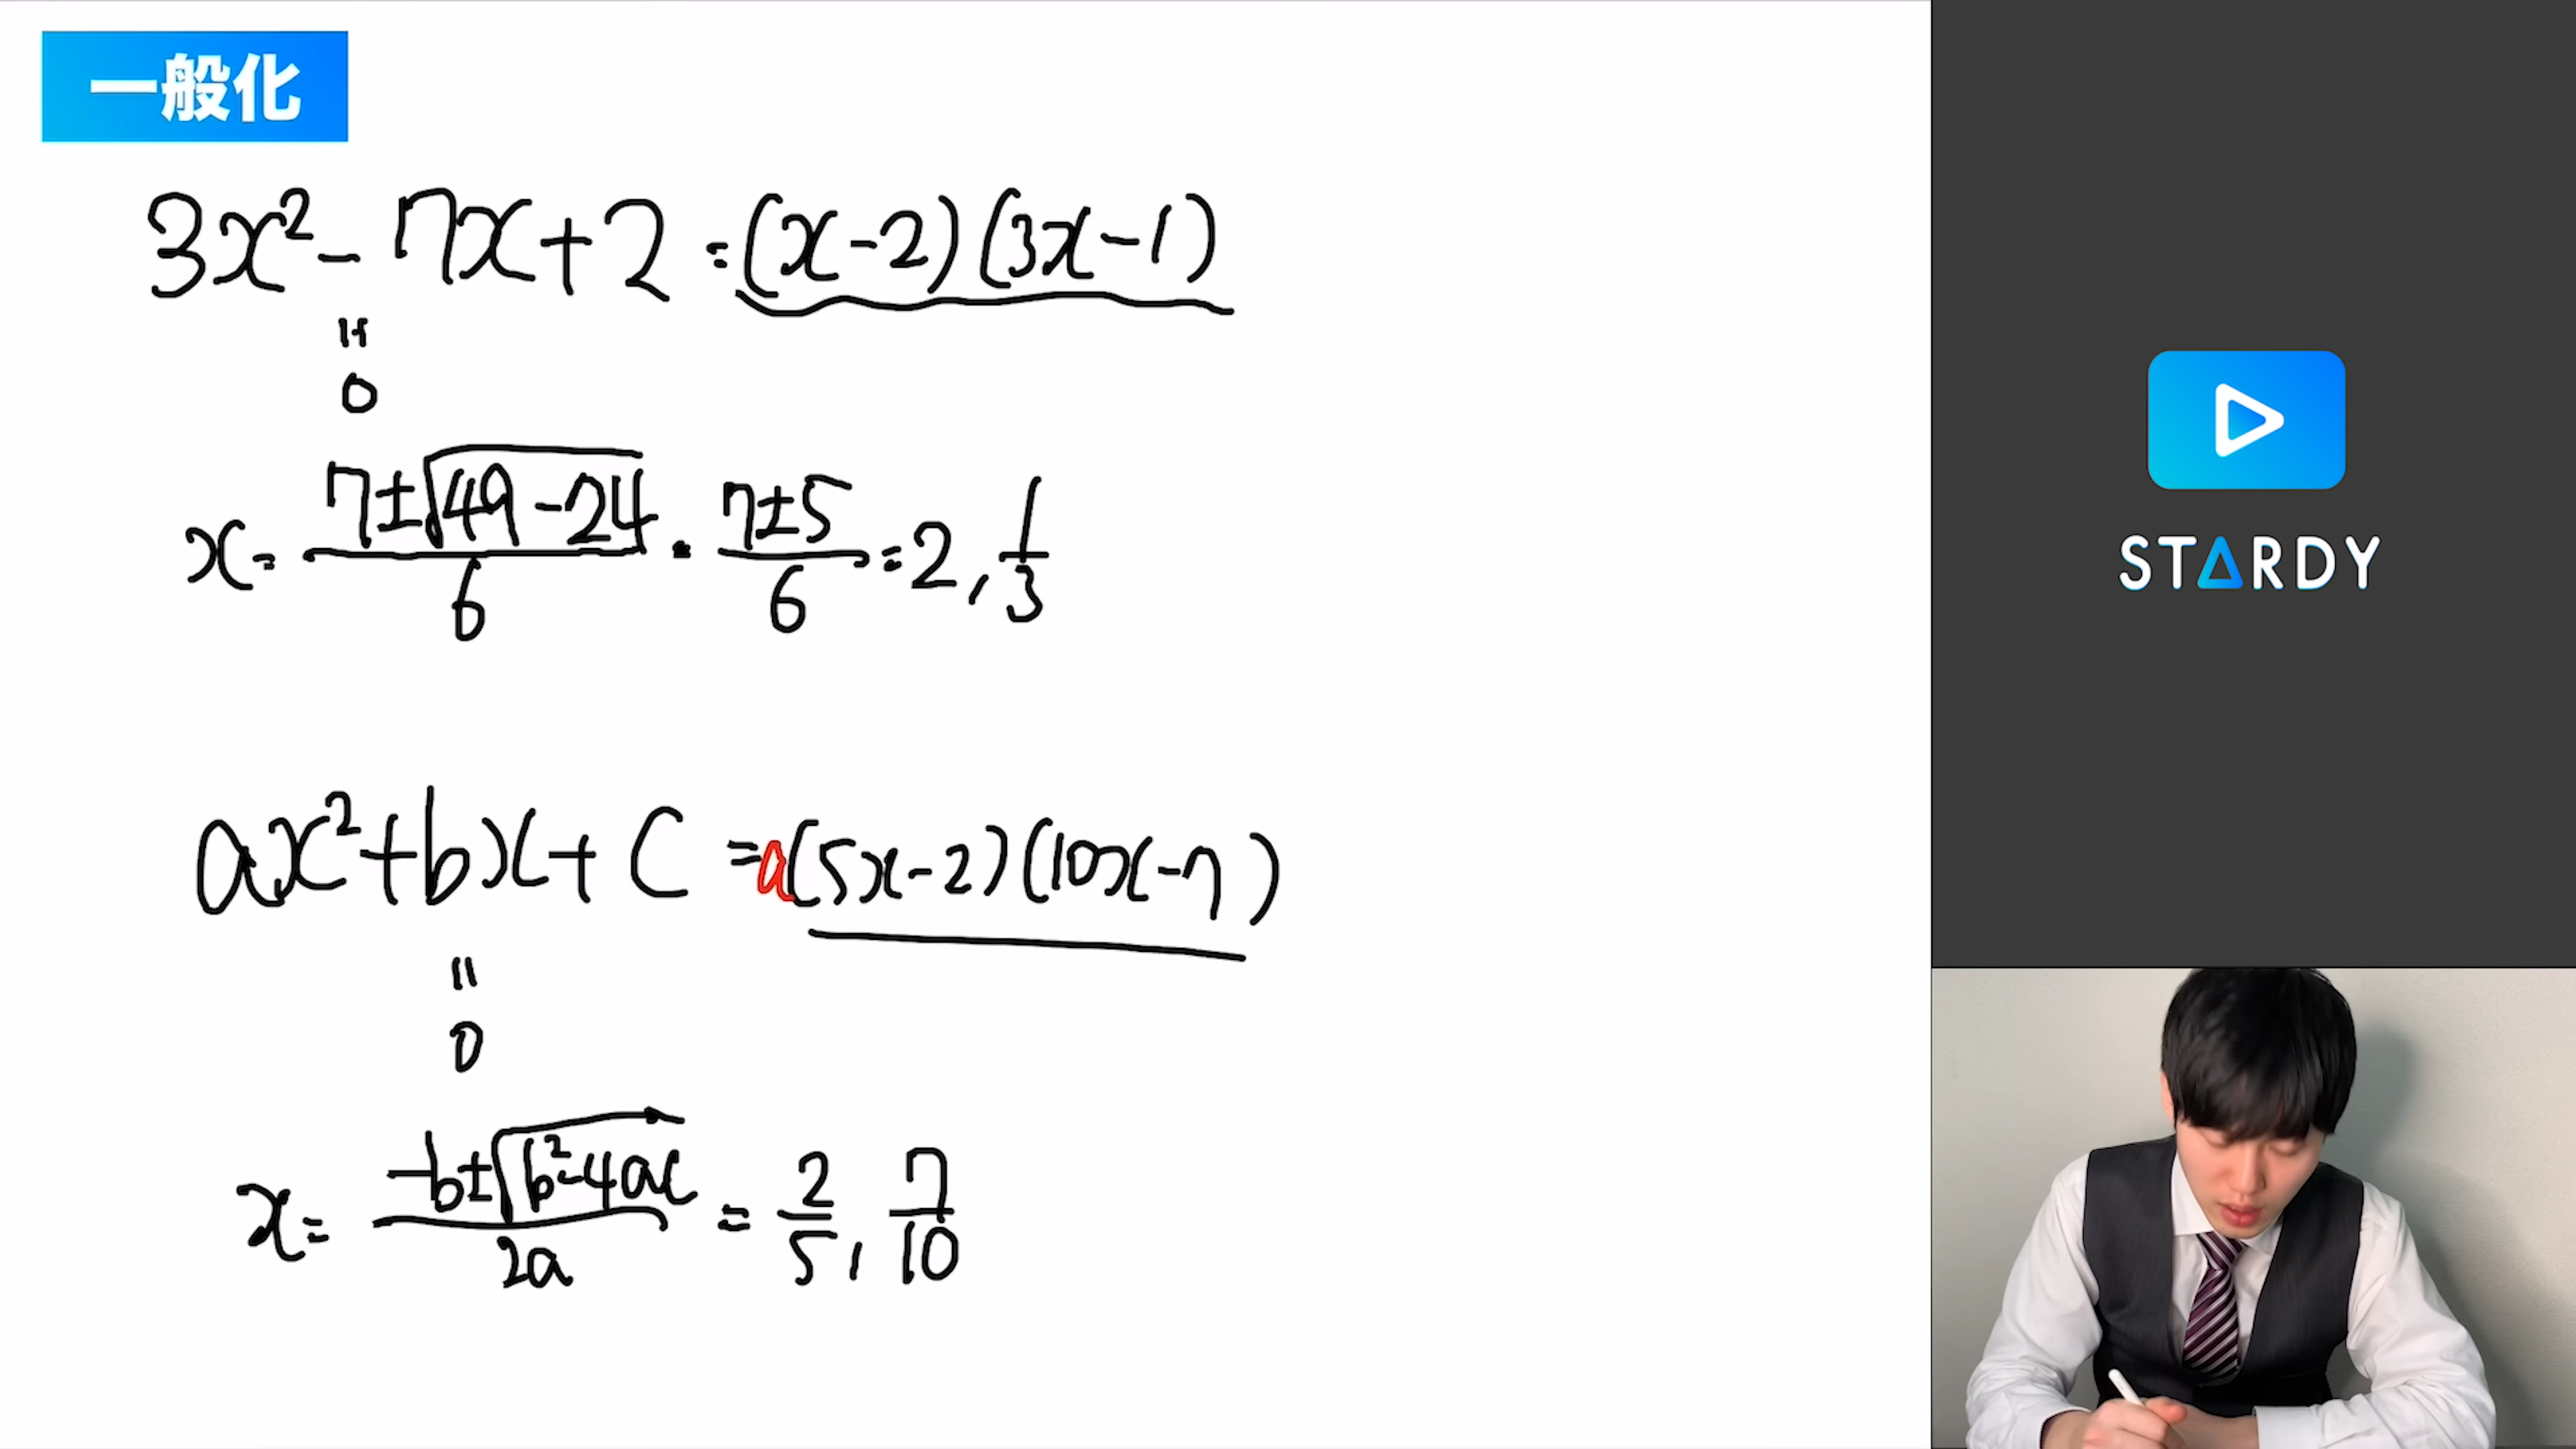 一般化
3x² - 7x + 2 = (x-2)(3x-1)
=
0
x = (7±√(49-24))/6 = (7±5)/6 = 2, 1/3
ax² + bx + c = a(5x-2)(10x-7)
=
0
x = (-b±√(b²-4ac))/2a = 2/5, 7/10
STARDY